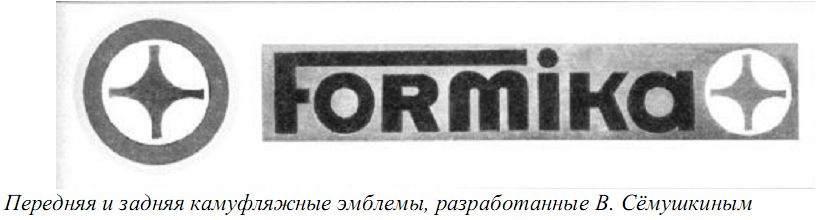 FORmiKa
Передняя и задняя камуфляжные эмблемы, разработанные В. Сёмушкиным